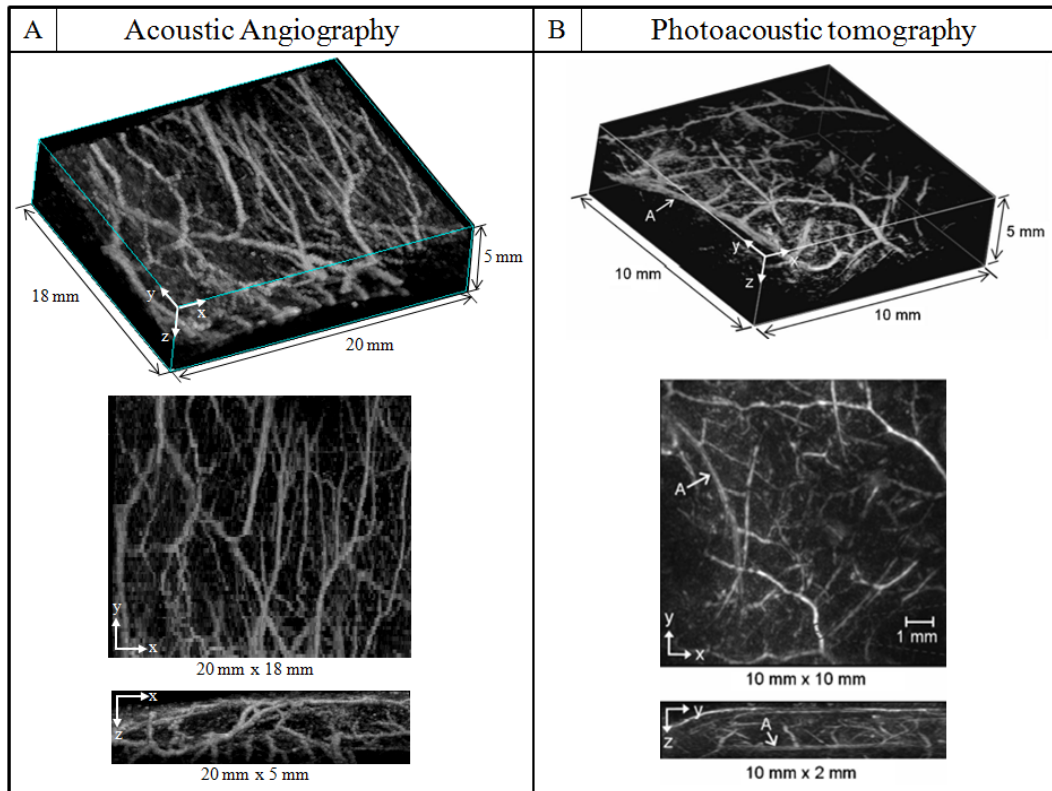 A Acoustic Angiography
y
x
z
18 mm
20 mm
5 mm
y
x
20 mm x 18 mm
x
z
20 mm x 5 mm
B Photoacoustic tomography
A
y
x
z
10 mm
10 mm
5 mm
A
y
x
1 mm
10 mm x 10 mm
y
z
A
10 mm x 2 mm